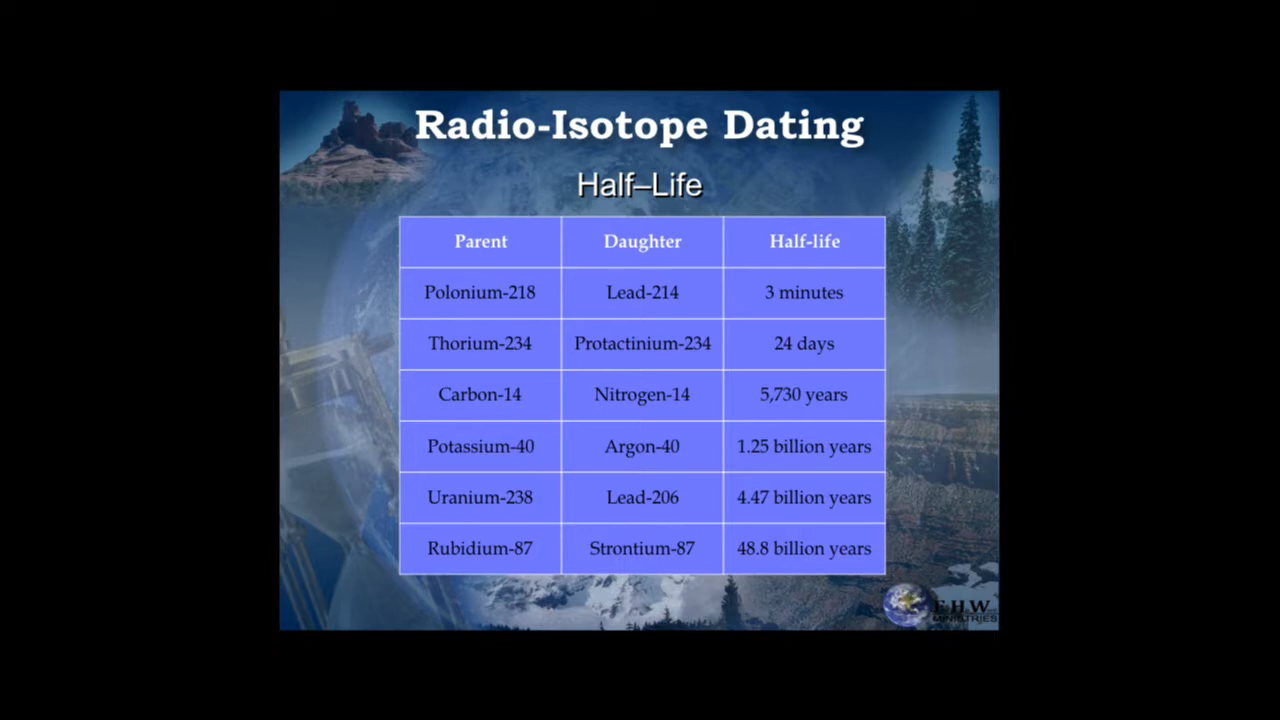 Radio-Isotope Dating
Half–Life
Parent Daughter Half-life
Polonium-218 Lead-214 3 minutes
Thorium-234 Protactinium-234 24 days
Carbon-14 Nitrogen-14 5,730 years
Potassium-40 Argon-40 1.25 billion years
Uranium-238 Lead-206 4.47 billion years
Rubidium-87 Strontium-87 48.8 billion years
E H W
MINISTRIES